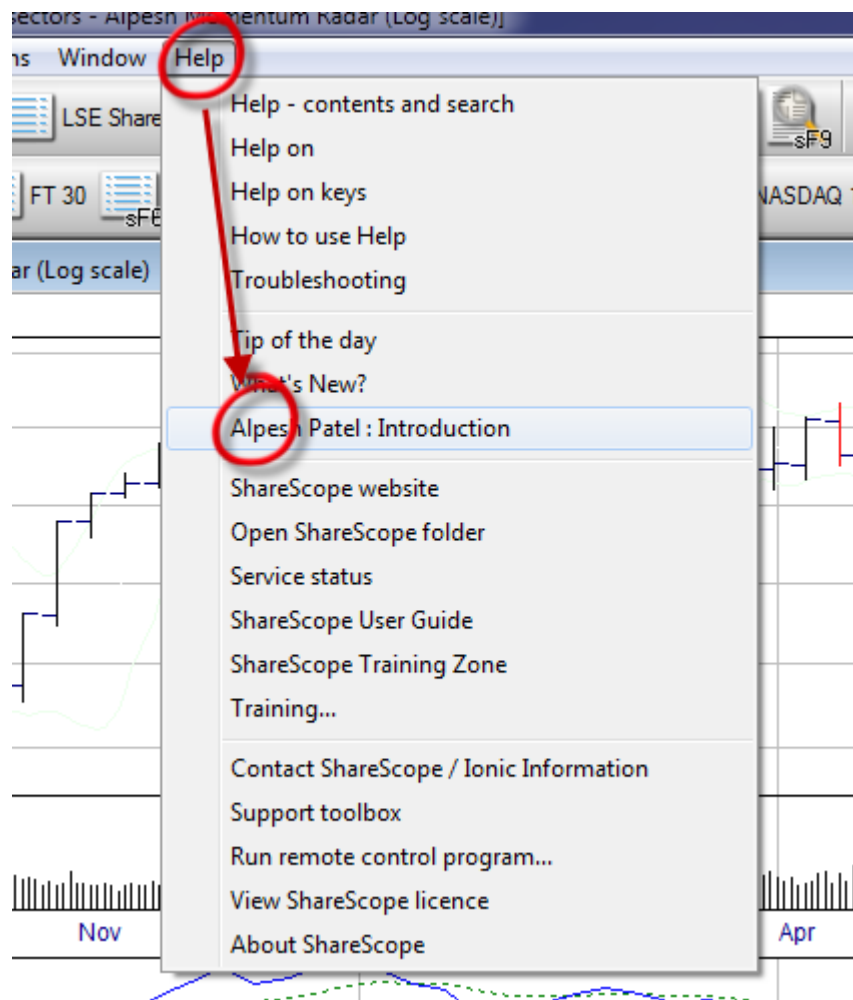 sectors - Alpesh Momentum Radar (Log scale)]
ns Window Help
LSE Share
sF9
FT 30
sF6
NASDAQ
ar (Log scale)
Help - contents and search
Help on
Help on keys
How to use Help
Troubleshooting
Tip of the day
What's New?
Alpesh Patel : Introduction
ShareScope website
Open ShareScope folder
Service status
ShareScope User Guide
ShareScope Training Zone
Training...
Contact ShareScope / Ionic Information
Support toolbox
Run remote control program...
View ShareScope licence
About ShareScope
Nov
Apr